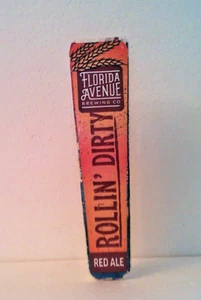 FLORIDA
AVENUE
BREWING CO
ROLLIN' DIRTY
RED ALE